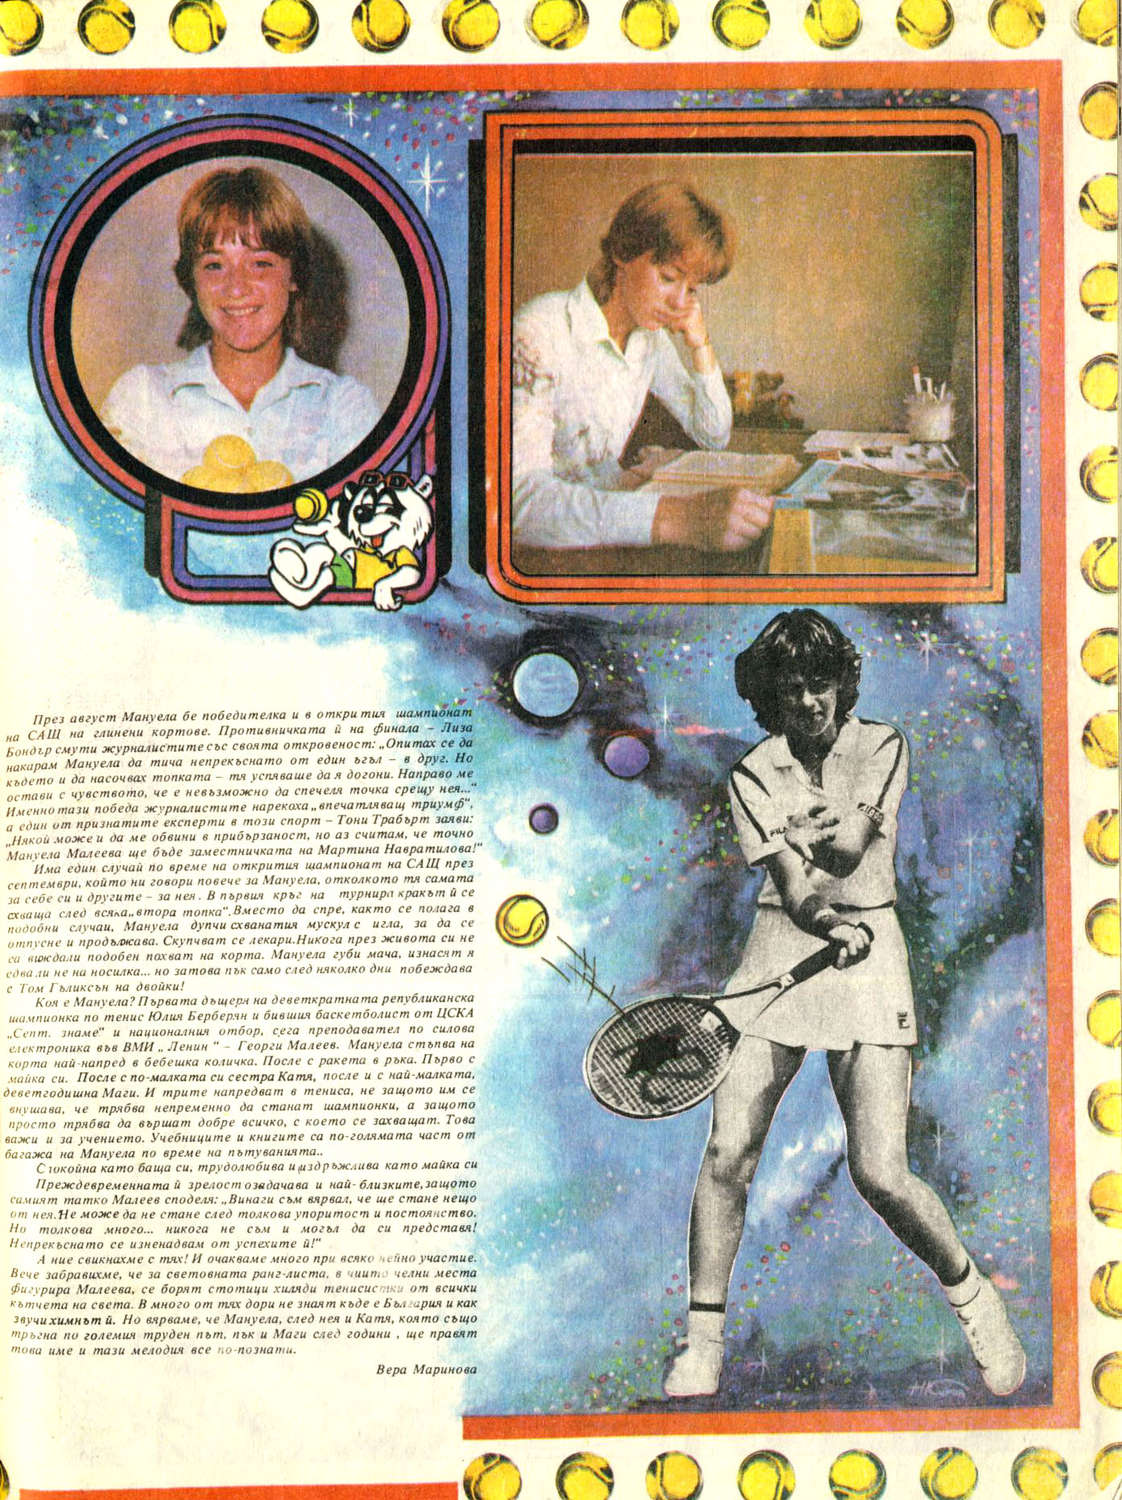 През август Мануела бе победителка и в открития шампионат
на САЩ на глинени кортове. Противничката ѝ на финала – Лиза
Бондър смути журналистите със своята откровеност: „Опитах се да
накарам Мануела да тича непрекъснато от един ъгъл – в друг. Но
където и да насочвах топката – тя успяваше да я догони. Направо ме
остави с чувството, че е невъзможно да спечеля точка срещу нея..."
Именно тази победа журналистите нарекоха „впечатляващ триумф",
а един от признатите експерти в този спорт – Тони Трабърт заяви:
„Някой може и да ме обвини в прибързаност, но аз считам, че точно
Мануела Малеева ще бъде заместничката на Мартина Навратилова!"
Има един случай по време на открития шампионат на САЩ през
септември, който ни говори повече за Мануела, отколкото тя самата
за себе си и другите – за нея. В първия кръг на турнира кракът ѝ се
схваща след всяка „втора топка". Вместо да спре, както се полага в
подобни случаи, Мануела дупчи схванатия мускул с игла, за да се
отпусне и продължава. Скупчват се лекари. Никога през живота си не
са виждали подобен похват на корта. Мануела губи мача, изнасят я
едвали не на носилка... но затова пък само след няколко дни побеждава
с Том Гъликсън на двойки!
Коя е Мануела? Първата дъщеря на деветкратната републиканска
шампионка по тенис Юлия Берберян и бившия баскетболист от ЦСКА
„Септ. знаме" и националния отбор, сега преподавател по силова
електроника във ВМИ „ Ленин " – Георги Малеев. Мануела стъпва на
корта най-напред в бебешка количка. После с ракета в ръка. Първо с
майка си. После с по-малката си сестра Катя, после и с най-малката,
деветгодишна Маги. И трите напредват в тениса, не защото им се
внушава, че трябва непременно да станат шампионки, а защото
просто трябва да вършат добре всичко, с което се захващат. Това
важи и за учението. Учебниците и книгите са по-голямата част от
багажа на Мануела по време на пътуванията..
Спокойна като баща си, трудолюбива и издръжлива като майка си
Преждевременната ѝ зрелост озадачава и най-близките, защото
самият татко Малеев споделя: „Винаги съм вярвал, че ще стане нещо
от нея. Не може да не стане след толкова упоритост и постоянство.
Но толкова много... никога не съм и могъл да си представя!
Непрекъснато се изненадвам от успехите ѝ!"
А ние свикнахме с тях! И очакваме много при всяко нейно участие.
Вече забравихме, че за световната ранг-листа, в чиито челни места
фигурира Малеева, се борят стотици хиляди тенисистки от всички
кътчета на света. В много от тях дори не знаят къде е България и как
звучи химнът ѝ. Но вярваме, че Мануела, след нея и Катя, която също
тръгна по големия труден път, пък и Маги след години , ще правят
това име и тази мелодия все по-познати.
Вера Маринова
FILA